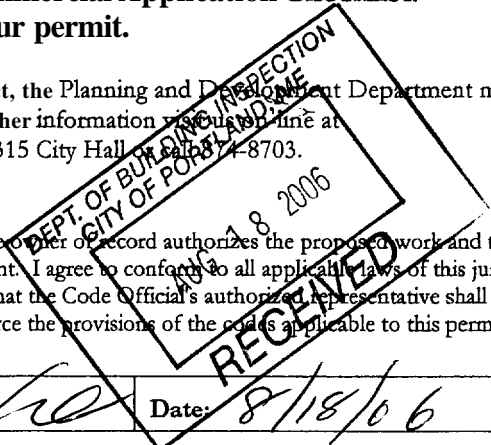 ur permit.
ct, the Planning and Development Department m
her information visit us on-line at
315 City Hall or call 874-8703.
DEPT. OF BUILDING INSPECTION
CITY OF PORTLAND, ME
AUG 18 2006
RECEIVED
e owner of record authorizes the proposed work and t
nt. I agree to conform to all applicable laws of this ju
hat the Code Official's authorized representative shall
rce the provisions of the codes applicable to this perm
Date: 8/18/06